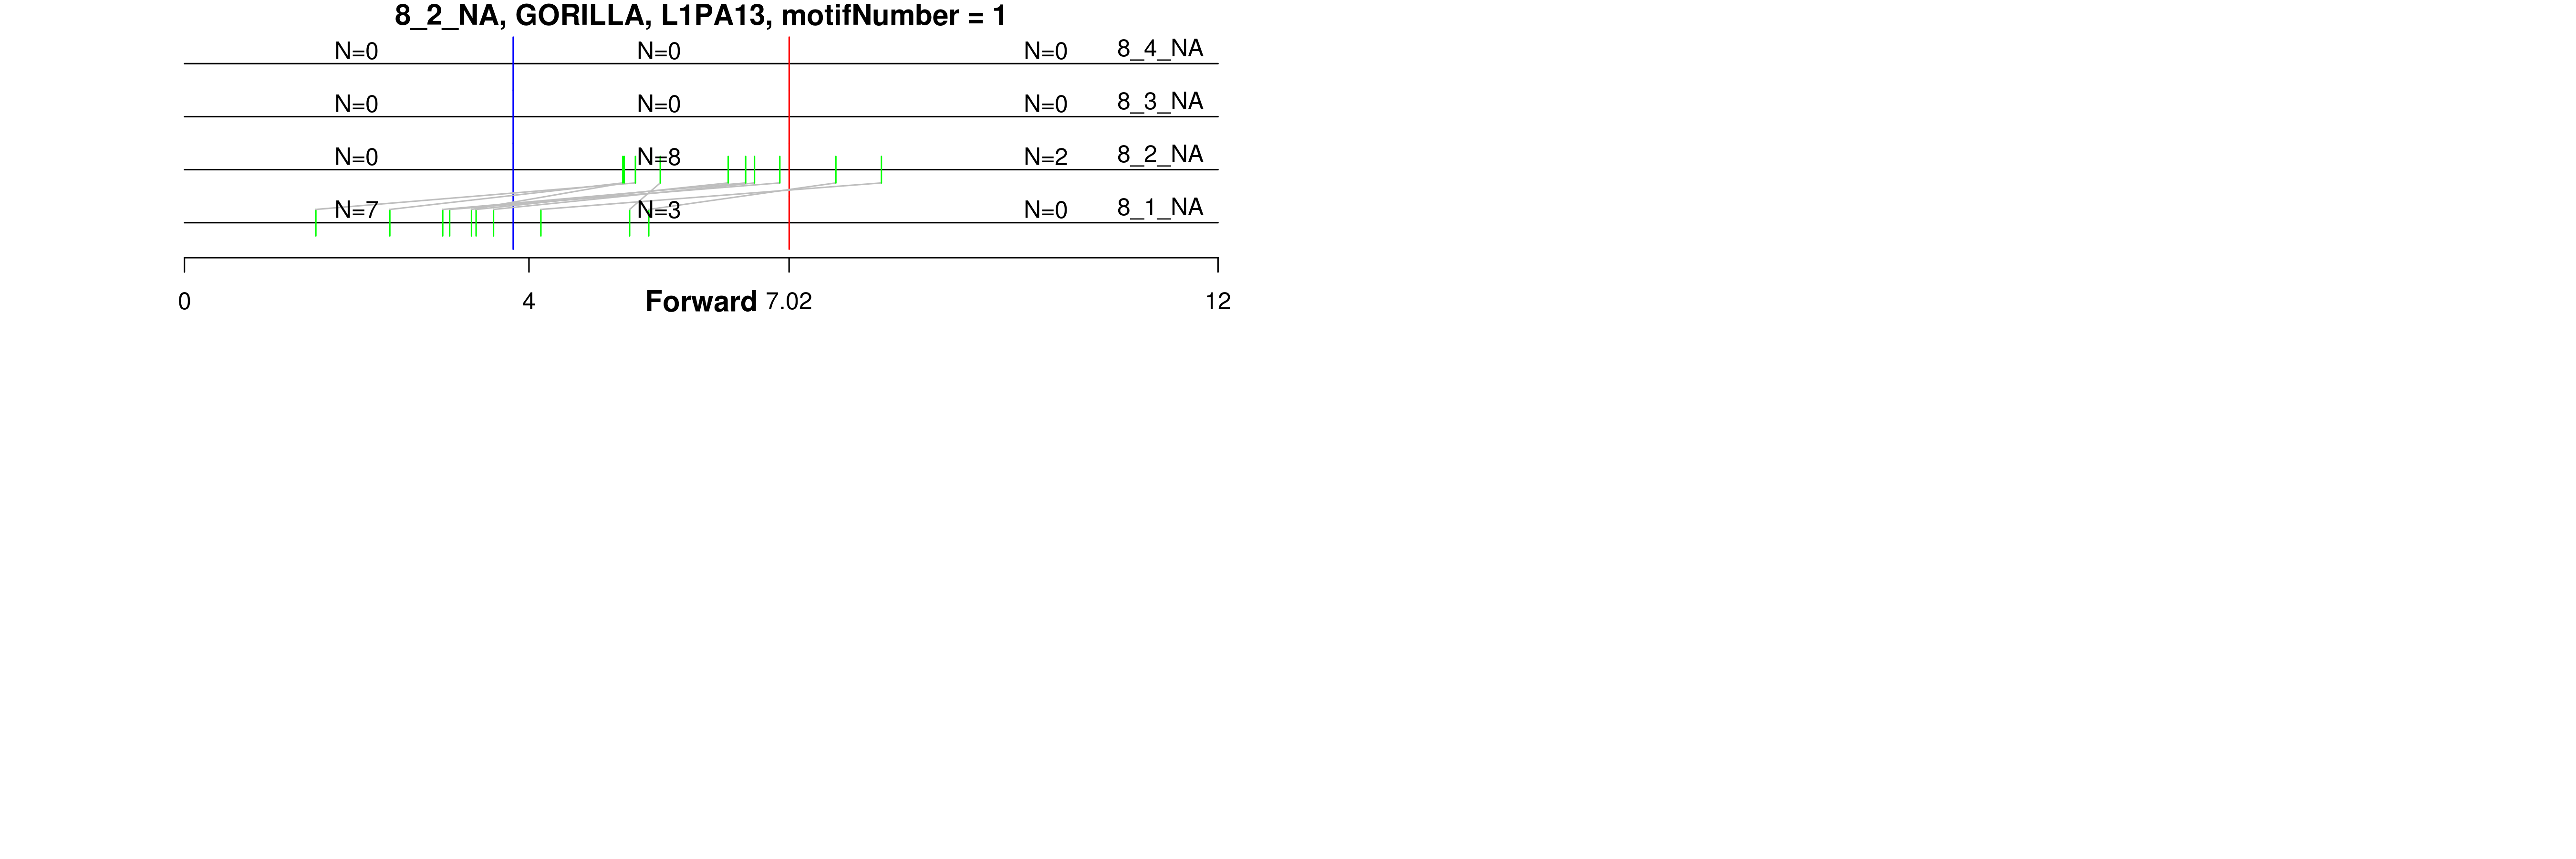 8_2_NA, GORILLA, L1PA13, motifNumber = 1
N=0 N=0 N=0 8_4_NA
N=0 N=0 N=0 8_3_NA
N=0 N=8 N=2 8_2_NA
N=7 N=3 N=0 8_1_NA
0 4 7.02 12
Forward